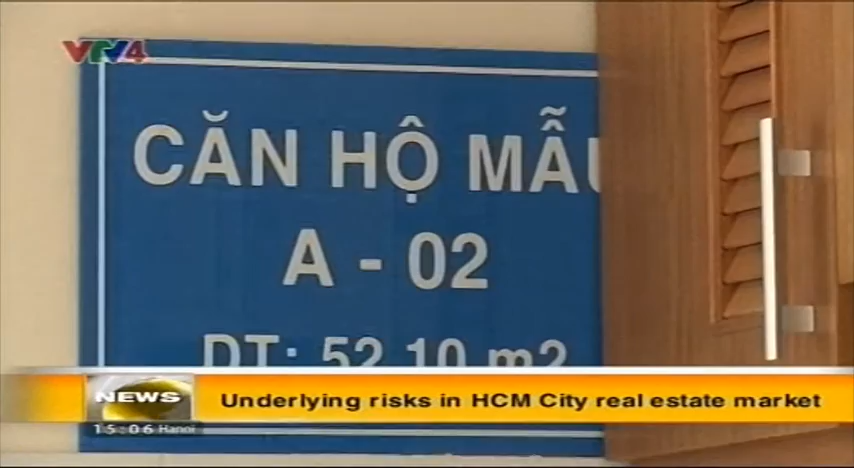 VTV4
CĂN HỘ MẪU
A - 02
DT: 52.10 m2
NEWS
Underlying risks in HCM City real estate market
15:06 Hanoi